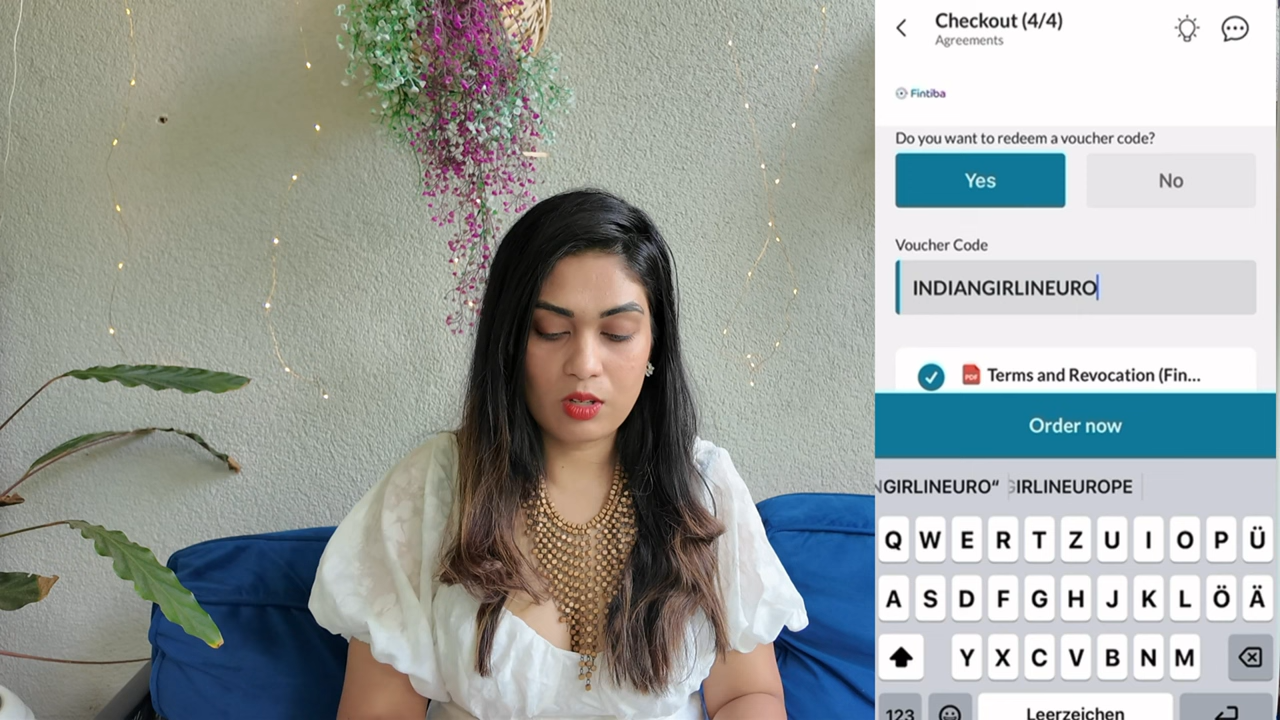 Checkout (4/4)
Agreements
Fintiba
Do you want to redeem a voucher code?
Yes
No
Voucher Code
INDIANGIRLINEURO
PDF
Terms and Revocation (Fin...
Order now
GIRLINEURO“ GIRLINEUROPE
Q W E R T Z U I O P Ü
A S D F G H J K L Ö Ä
Y X C V B N M
123 Leerzeichen